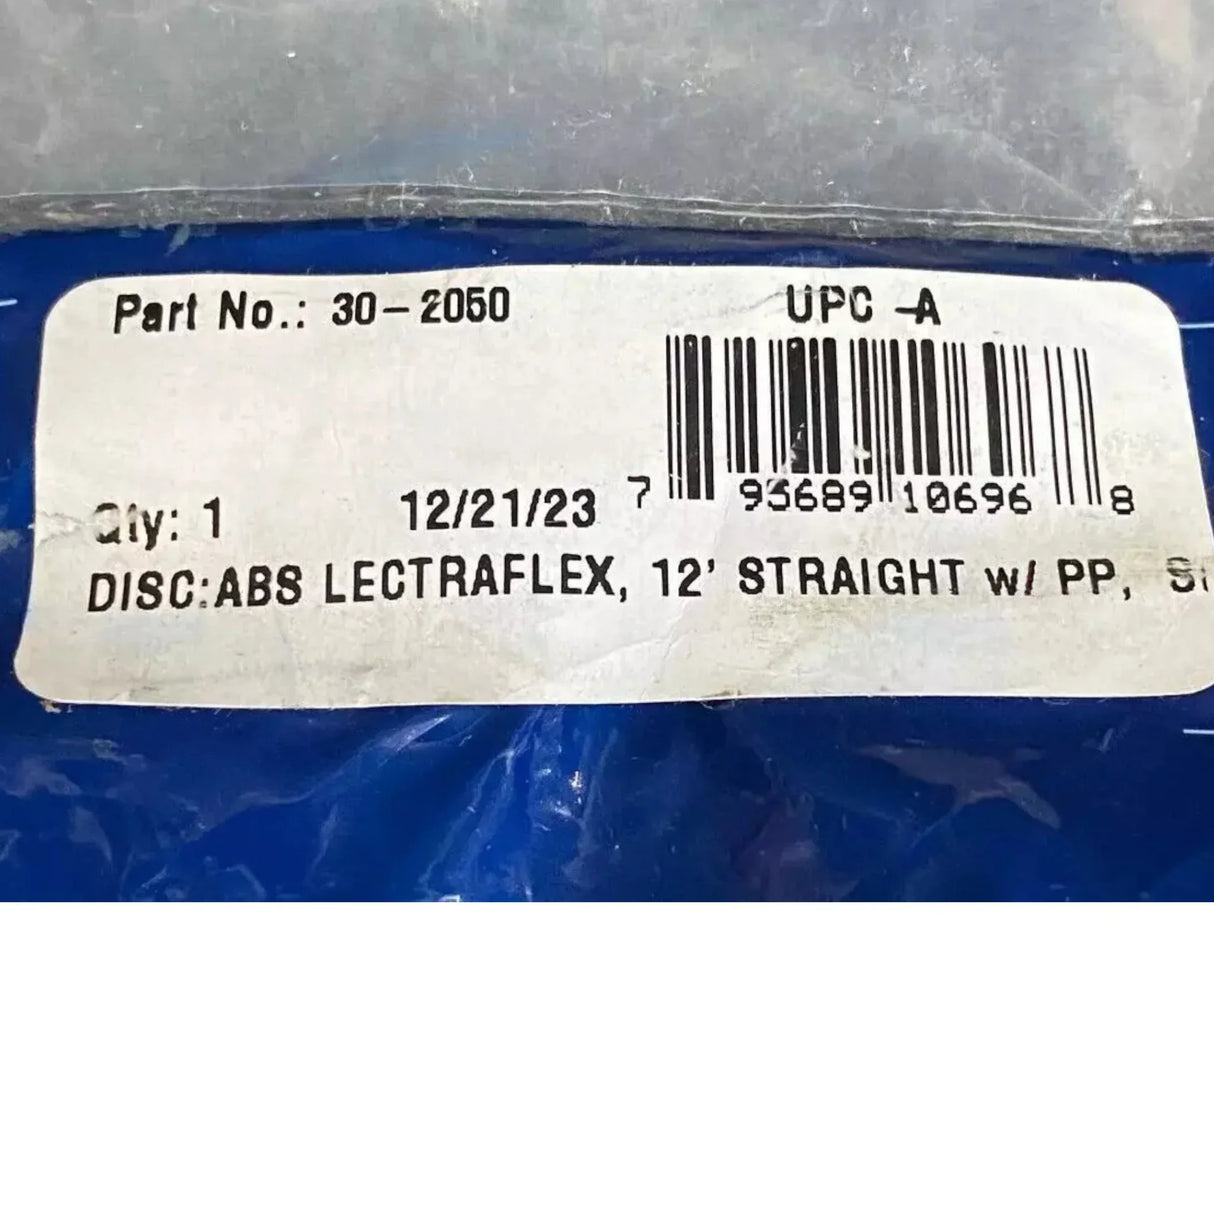 Part No.: 30-2050
UPC -A
7 93689 10696 8
Qty: 1
12/21/23
DISC:ABS LECTRAFLEX, 12' STRAIGHT w/ PP,